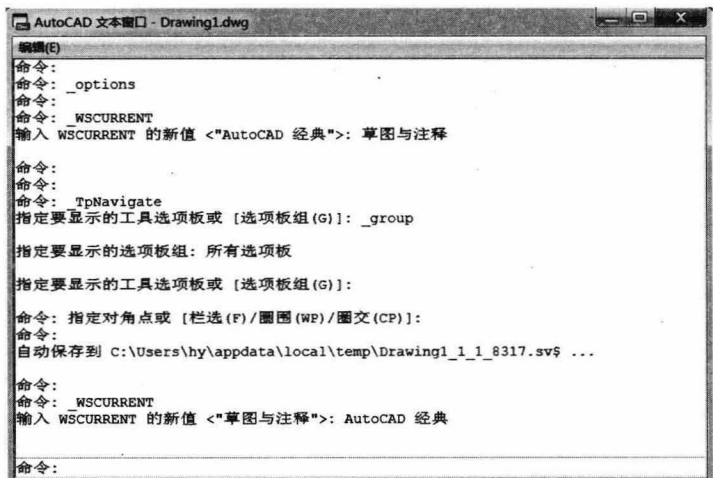 AutoCAD 文本窗口 - Drawing1.dwg
编辑(E)
命令:
命令: _options
命令:
命令: _WSCURRENT
输入 WSCURRENT 的新值 <"AutoCAD 经典">: 草图与注释
命令:
命令:
命令: _TpNavigate
指定要显示的工具选项板或 [选项板组(G)]: _group
指定要显示的选项板组: 所有选项板
指定要显示的工具选项板或 [选项板组(G)]:
命令: 指定对角点或 [栏选(F)/圈围(WP)/圈交(CP)]:
命令:
自动保存到 C:\Users\hy\appdata\local\temp\Drawing1_1_1_8317.sv$ ...
命令:
命令: _WSCURRENT
输入 WSCURRENT 的新值 <"草图与注释">: AutoCAD 经典
命令: